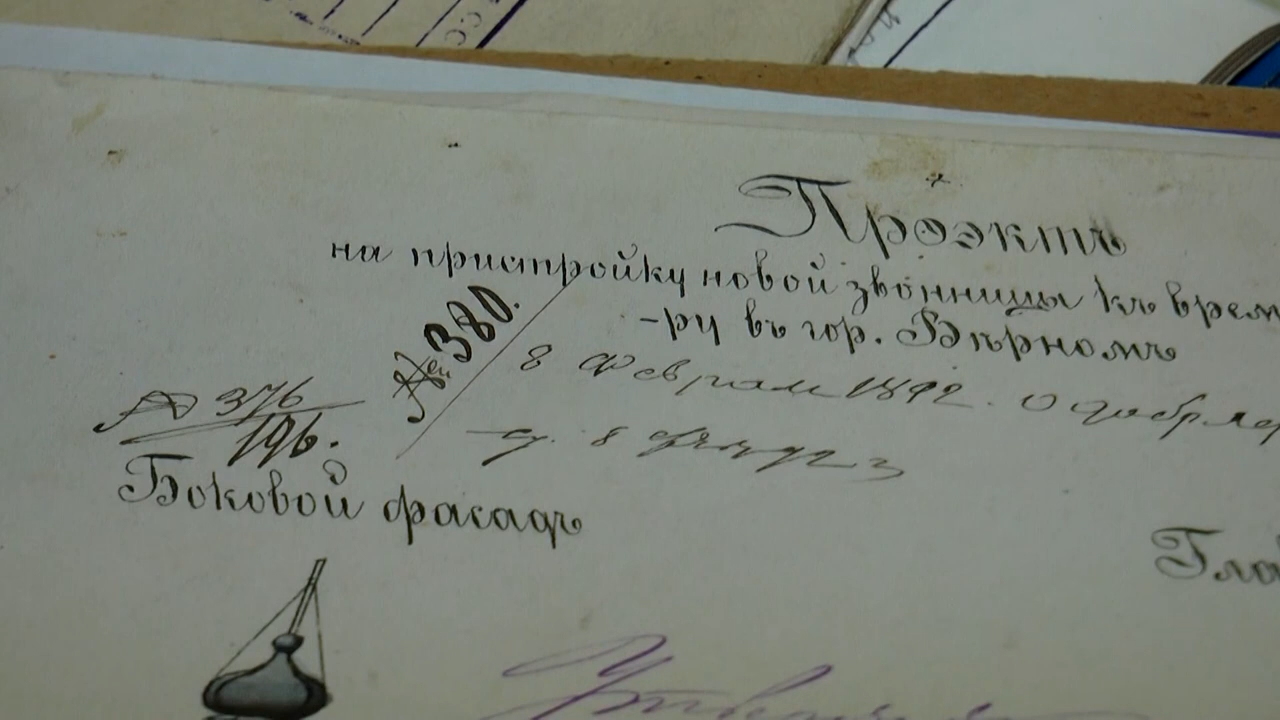 Проэктъ
на пристройку новой звонницы къ врем
-ру въ гор. Вѣрномъ
№ 380.
8 Февраля 1892.
№ 376
196.
Боковой фасадъ
Гла